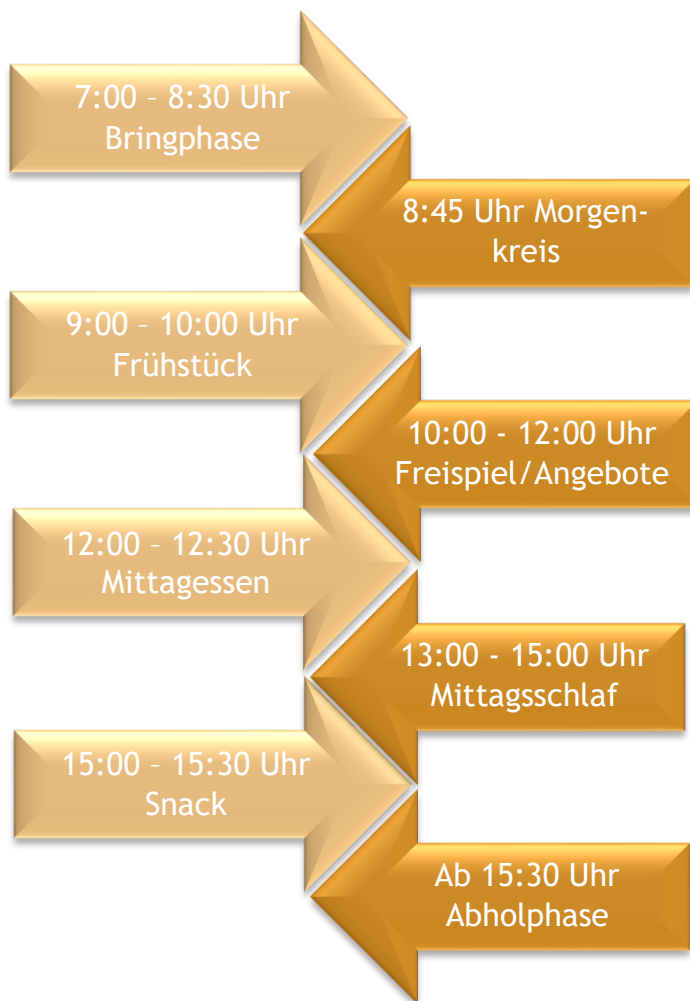 7:00 – 8:30 Uhr
Bringphase
8:45 Uhr Morgen-
kreis
9:00 – 10:00 Uhr
Frühstück
10:00 - 12:00 Uhr
Freispiel/Angebote
12:00 – 12:30 Uhr
Mittagessen
13:00 - 15:00 Uhr
Mittagsschlaf
15:00 – 15:30 Uhr
Snack
Ab 15:30 Uhr
Abholphase